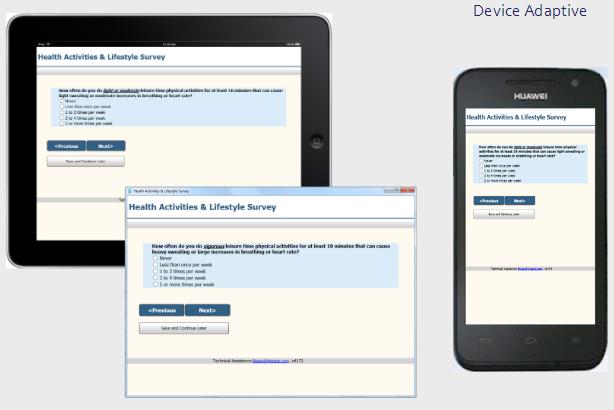 Device Adaptive
Health Activities & Lifestyle Survey
How often do you do light or moderate leisure time physical activities for at least 10 minutes that can cause
light sweating or moderate increases in breathing or heart rate?
Never
Less than once per week
1 to 2 times per week
3 to 4 times per week
5 or more times per week
<Previous
Next>
Save and Continue Later
Health Activities & Lifestyle Survey
Health Activities & Lifestyle Survey
How often do you do vigorous leisure time physical activities for at least 10 minutes that can cause
heavy sweating or large increases in breathing or heart rate?
Never
Less than once per week
1 to 2 times per week
3 to 4 times per week
5 or more times per week
<Previous
Next>
Save and Continue Later
Technical Assistance:
HUAWEI
Health Activities & Lifestyle Survey
How often do you do light or moderate leisure time physical
activities for at least 10 minutes that can cause light sweating or
moderate increases in breathing or heart rate?
Never
Less than once per week
1 to 2 times per week
3 to 4 times per week
5 or more times per week
<Previous
Next>
Save and Continue Later
Technical Assistance